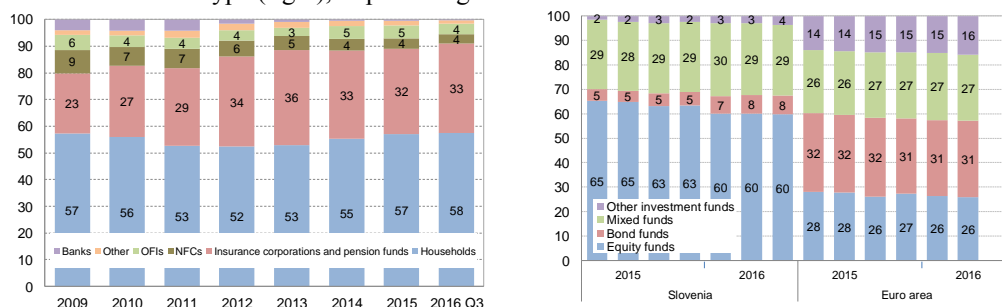 type (right),
100
90
80
70
60
50
40
30
20
10
0
6 4 4 4 3 5 5 4
9 7 7 6 5 4 4 4
23 27 29 34 36 33 32 33
57 56 53 52 53 55 57 58
Banks Other OFIs NFCs Insurance corporations and pension funds Households
2009 2010 2011 2012 2013 2014 2015 2016 Q3
100
90
80
70
60
50
40
30
20
10
0
2 2 3 2 3 3 4 14 14 15 15 15 16
29 28 29 29 30 29 29 26 26 27 27 27 27
5 5 5 5 7 8 8 32 32 32 31 31 31
65 65 63 63 60 60 60 28 28 26 27 26 26
Other investment funds
Mixed funds
Bond funds
Equity funds
2015 2016 2015 2016
Slovenia Euro area